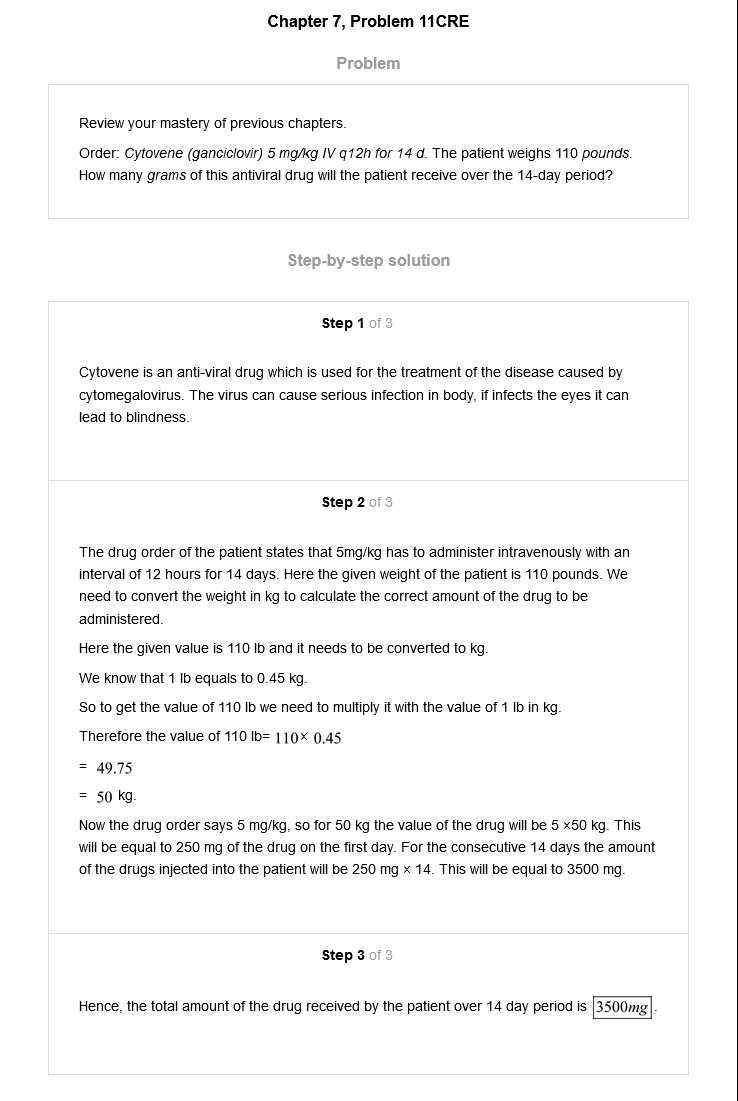 Chapter 7, Problem 11CRE
Problem
Review your mastery of previous chapters.
Order: Cytovene (ganciclovir) 5 mg/kg IV q12h for 14 d. The patient weighs 110 pounds.
How many grams of this antiviral drug will the patient receive over the 14-day period?
Step-by-step solution
Step 1 of 3
Cytovene is an anti-viral drug which is used for the treatment of the disease caused by
cytomegalovirus. The virus can cause serious infection in body, if infects the eyes it can
lead to blindness.
Step 2 of 3
The drug order of the patient states that 5mg/kg has to administer intravenously with an
interval of 12 hours for 14 days. Here the given weight of the patient is 110 pounds. We
need to convert the weight in kg to calculate the correct amount of the drug to be
administered.
Here the given value is 110 lb and it needs to be converted to kg.
We know that 1 lb equals to 0.45 kg.
So to get the value of 110 lb we need to multiply it with the value of 1 lb in kg.
Therefore the value of 110 lb= 110× 0.45
= 49.75
= 50 kg.
Now the drug order says 5 mg/kg, so for 50 kg the value of the drug will be 5 ×50 kg. This
will be equal to 250 mg of the drug on the first day. For the consecutive 14 days the amount
of the drugs injected into the patient will be 250 mg × 14. This will be equal to 3500 mg.
Step 3 of 3
Hence, the total amount of the drug received by the patient over 14 day period is 3500mg.